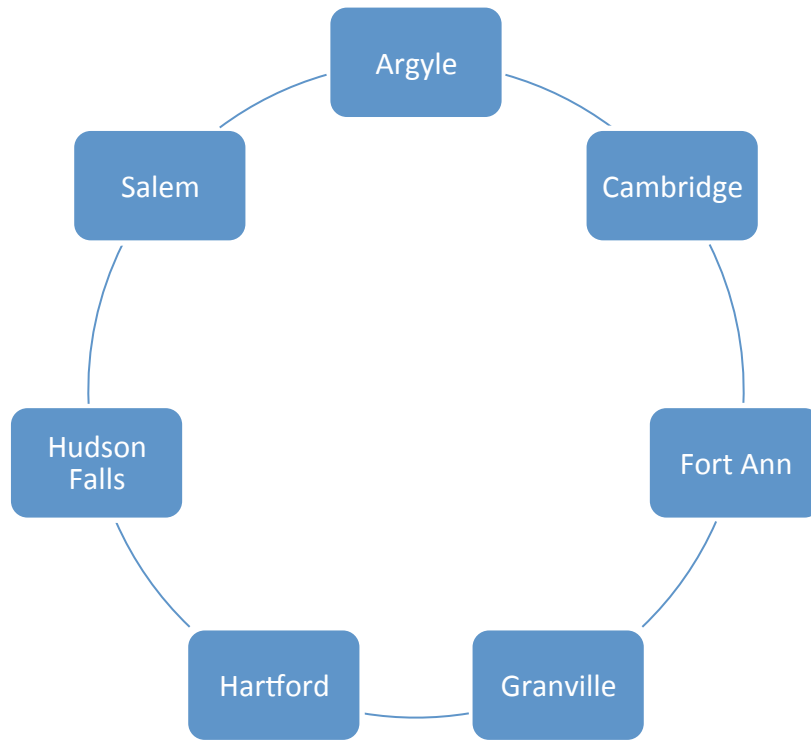 Argyle
Cambridge
Fort Ann
Granville
Hartford
Hudson
Falls
Salem